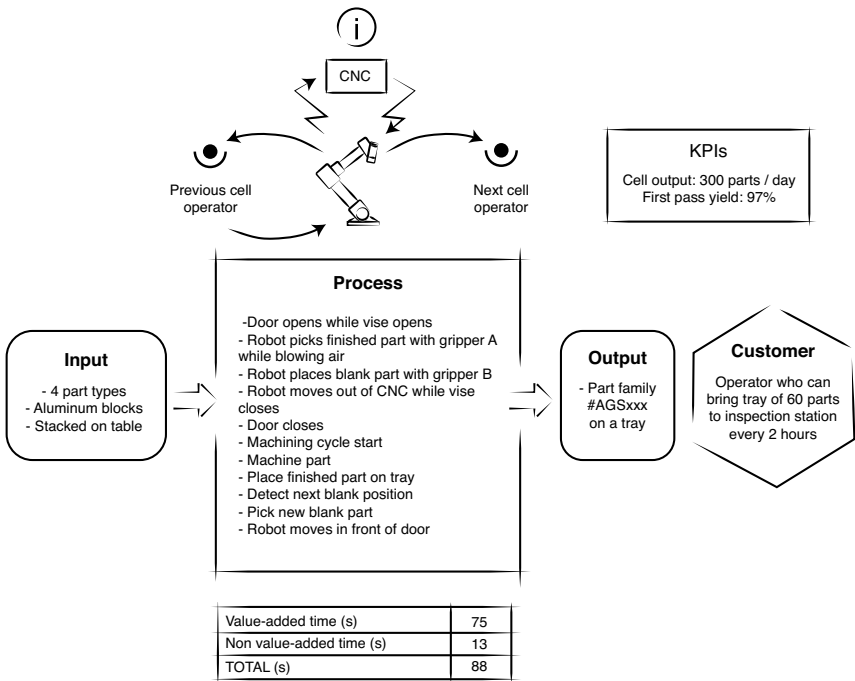 i
CNC
Previous cell
operator
Next cell
operator
KPIs
Cell output: 300 parts / day
First pass yield: 97%
Input
- 4 part types
- Aluminum blocks
- Stacked on table
Process
-Door opens while vise opens
- Robot picks finished part with gripper A
while blowing air
- Robot places blank part with gripper B
- Robot moves out of CNC while vise
closes
- Door closes
- Machining cycle start
- Machine part
- Place finished part on tray
- Detect next blank position
- Pick new blank part
- Robot moves in front of door
Output
- Part family
#AGSxxx
on a tray
Customer
Operator who can
bring tray of 60 parts
to inspection station
every 2 hours
Value-added time (s) 75
Non value-added time (s) 13
TOTAL (s) 88